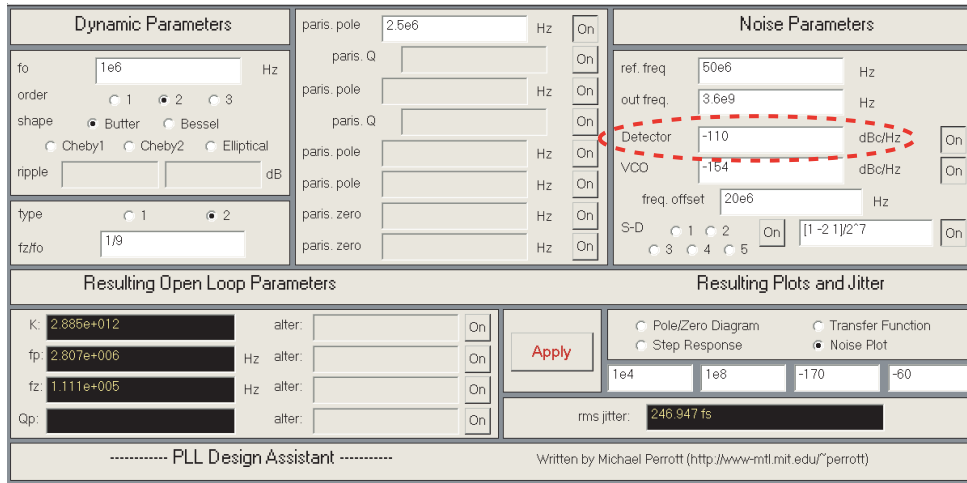 Dynamic Parameters
fo 1e6 Hz
order 1 2 3
shape Butter Bessel
Cheby1 Cheby2 Elliptical
ripple dB
type 1 2
fz/fo 1/9
paris. pole 2.5e6 Hz On
paris. Q On
paris. pole Hz On
paris. Q On
paris. pole Hz On
paris. pole Hz On
paris. zero Hz On
paris. zero Hz On
Noise Parameters
ref. freq 50e6 Hz
out freq. 3.6e9 Hz
Detector -110 dBc/Hz On
VCO -154 dBc/Hz On
freq. offset 20e6 Hz
S-D 1 2 On [1 -2 1]/2^7 On
3 4 5
Resulting Open Loop Parameters
K: 2.885e+012 alter: On
fp: 2.807e+006 Hz alter: On
fz: 1.111e+005 Hz alter: On
Qp: alter: On
Apply
Resulting Plots and Jitter
Pole/Zero Diagram Transfer Function
Step Response Noise Plot
1e4 1e8 -170 -60
rms jitter: 246.947 fs
------------ PLL Design Assistant -----------
Written by Michael Perrott (http://www-mtl.mit.edu/~perrott)